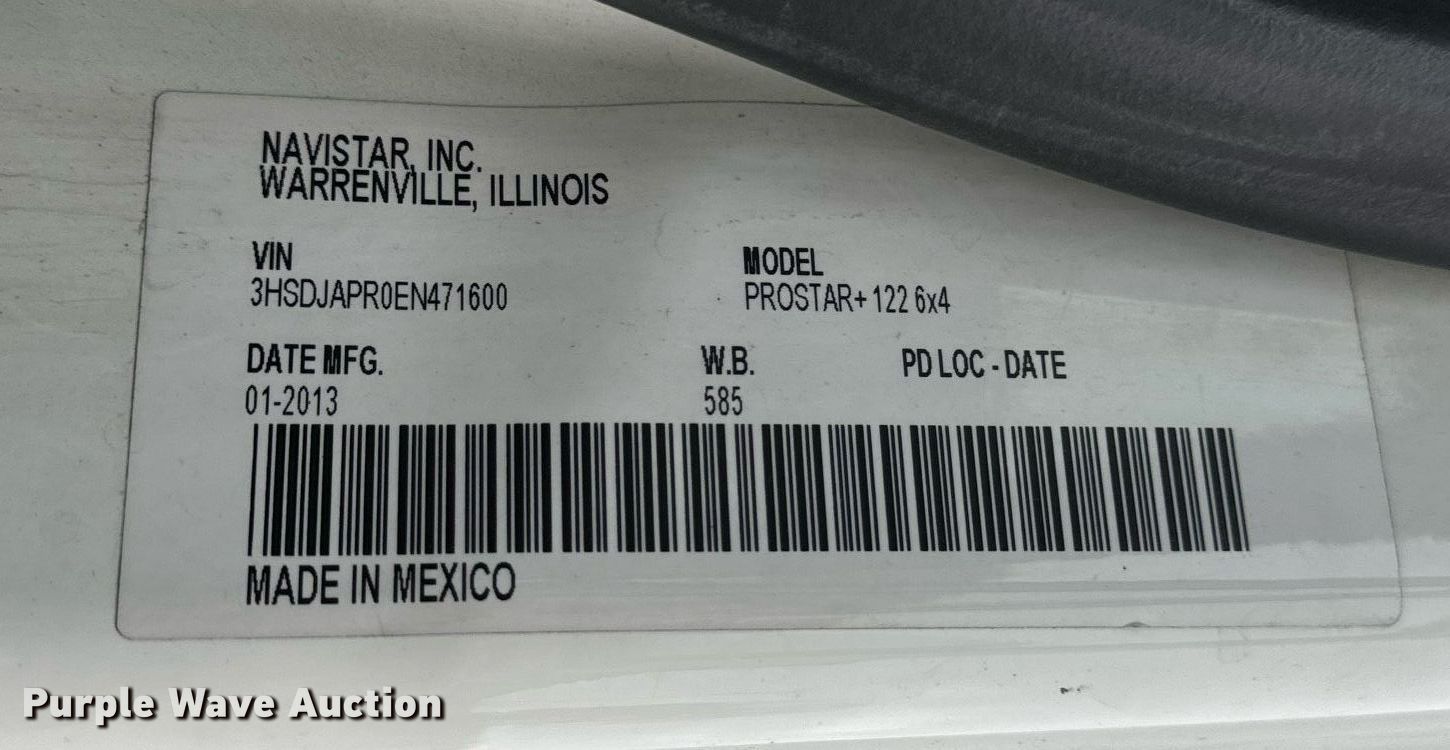 NAVISTAR, INC.
WARRENVILLE, ILLINOIS
VIN
3HSDJAPR0EN471600
MODEL
PROSTAR+ 122 6x4
DATE MFG.
01-2013
W.B.
585
PD LOC - DATE
MADE IN MEXICO
Purple Wave Auction